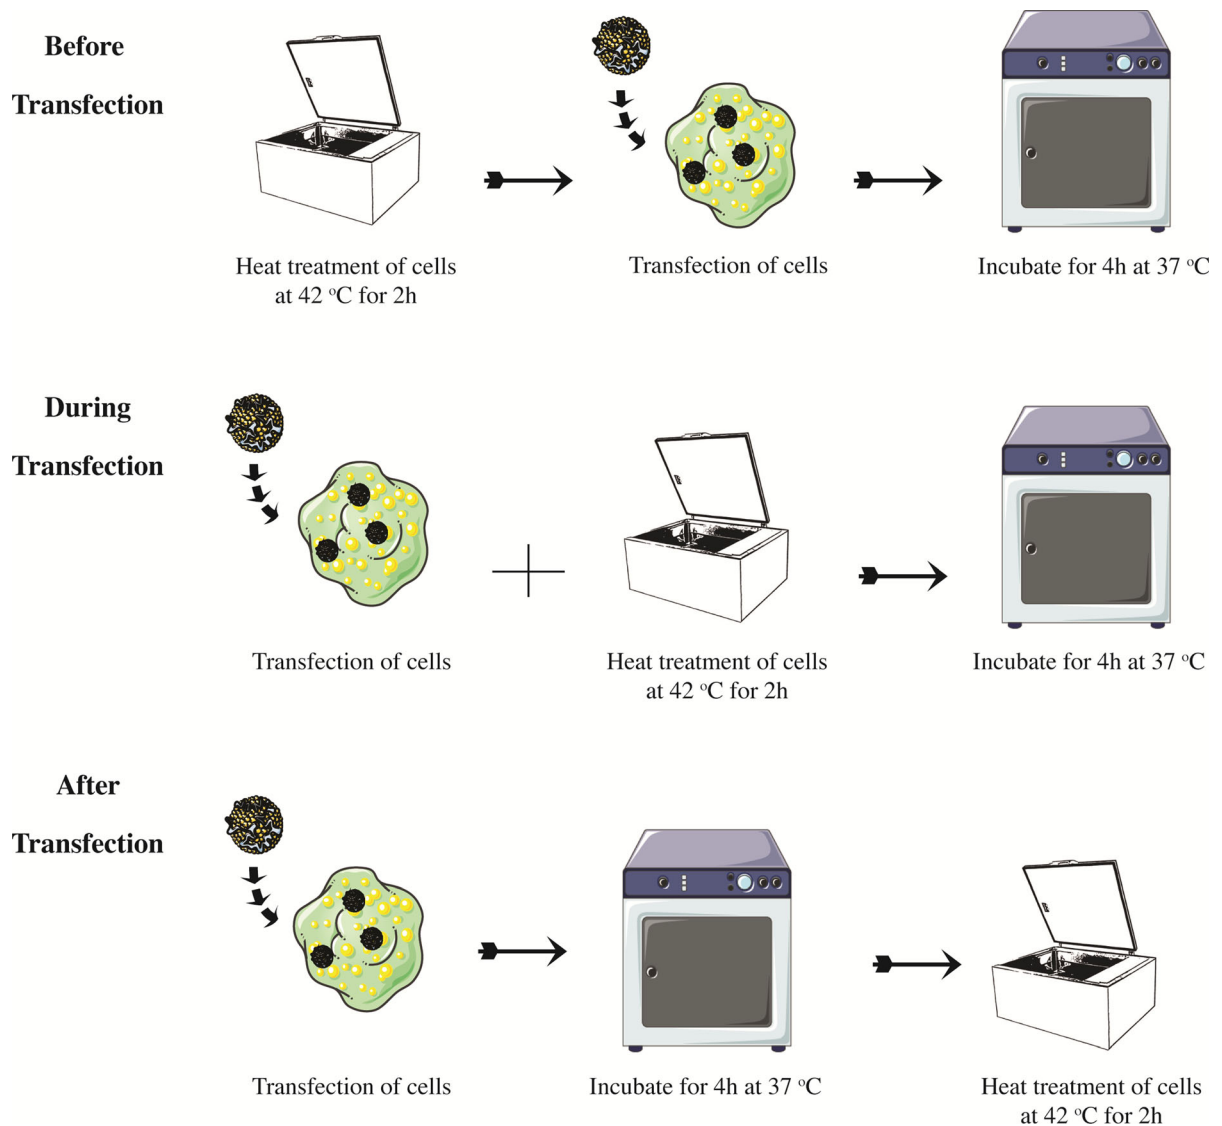 Before
Transfection
Heat treatment of cells
at 42 °C for 2h
Transfection of cells
Incubate for 4h at 37 °C
During
Transfection
Transfection of cells
Heat treatment of cells
at 42 °C for 2h
Incubate for 4h at 37 °C
After
Transfection
Transfection of cells
Incubate for 4h at 37 °C
Heat treatment of cells
at 42 °C for 2h